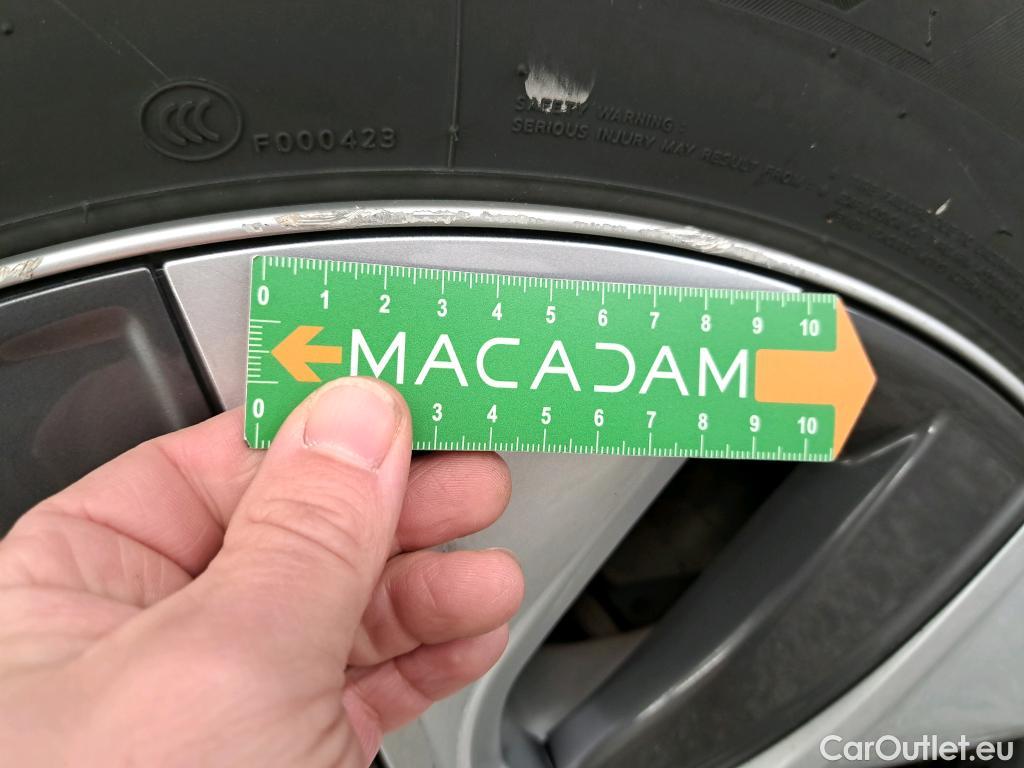 CCC
F000423
SAFETY WARNING :
SERIOUS INJURY MAY RESULT FROM :
0 1 2 3 4 5 6 7 8 9 10
MACADAM
0 3 4 5 6 7 8 9 10
CarOutlet.eu